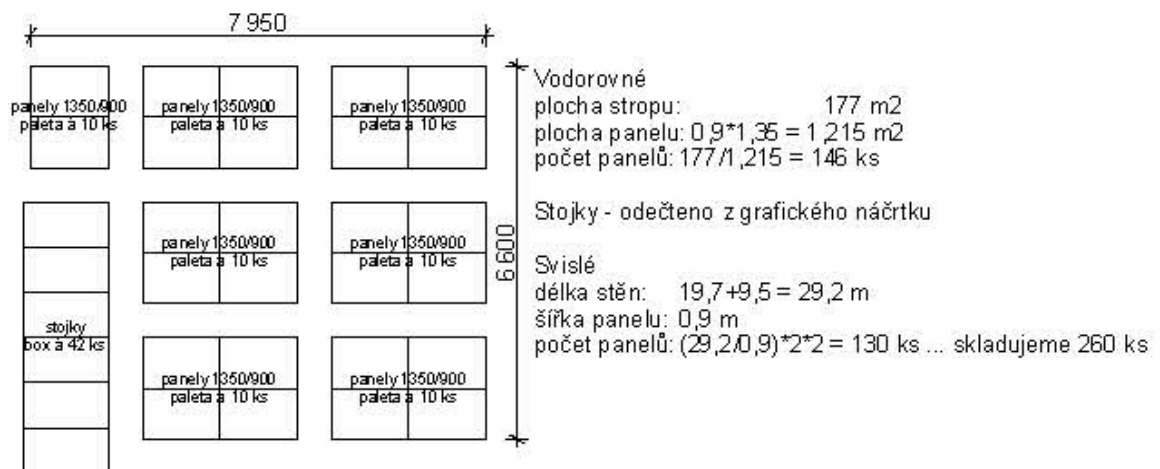 7 950
panely 1350/900
paleta à 10 ks
panely 1350/900
paleta à 10 ks
panely 1350/900
paleta à 10 ks
panely 1350/900
paleta à 10 ks
panely 1350/900
paleta à 10 ks
stojky
box à 42 ks
panely 1350/900
paleta à 10 ks
panely 1350/900
paleta à 10 ks
6 600
Vodorovné
plocha stropu: 177 m2
plocha panelu: 0,9*1,35 = 1,215 m2
počet panelů: 177/1,215 = 146 ks
Stojky - odečteno z grafického náčrtku
Svislé
délka stěn: 19,7+9,5 = 29,2 m
šířka panelu: 0,9 m
počet panelů: (29,2/0,9)*2*2 = 130 ks ... skladujeme 260 ks